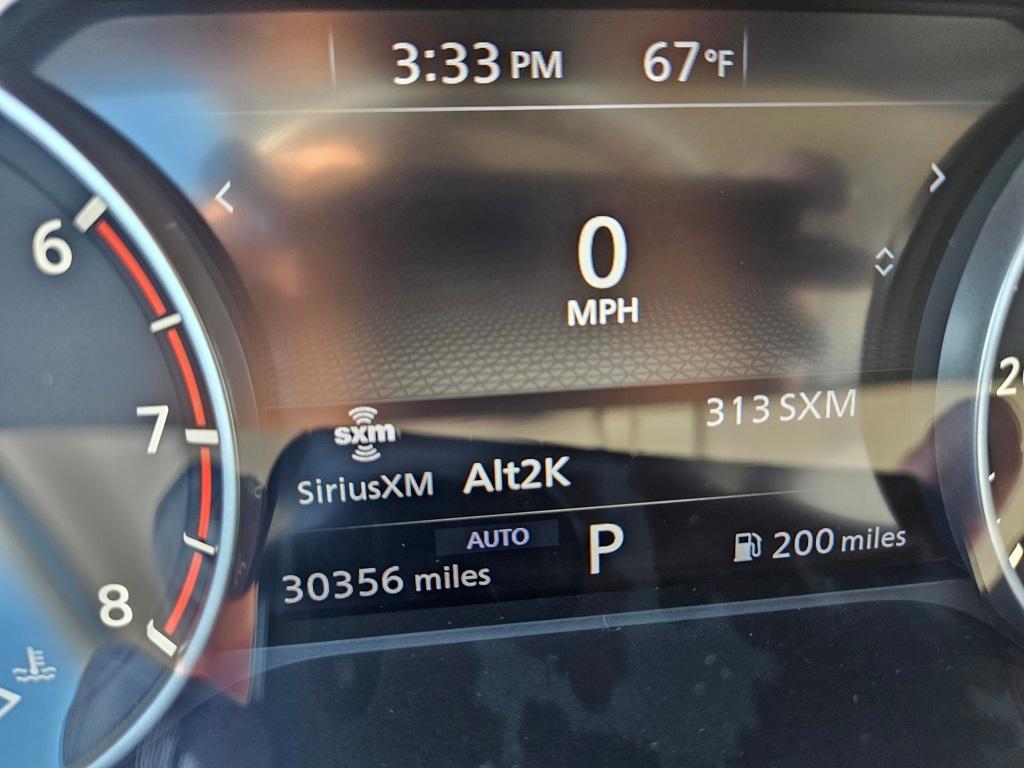 3:33 PM 67°F
6
0
MPH
2
7
313 SXM
sxm
SiriusXM Alt2K
AUTO P 200 miles
30356 miles
8